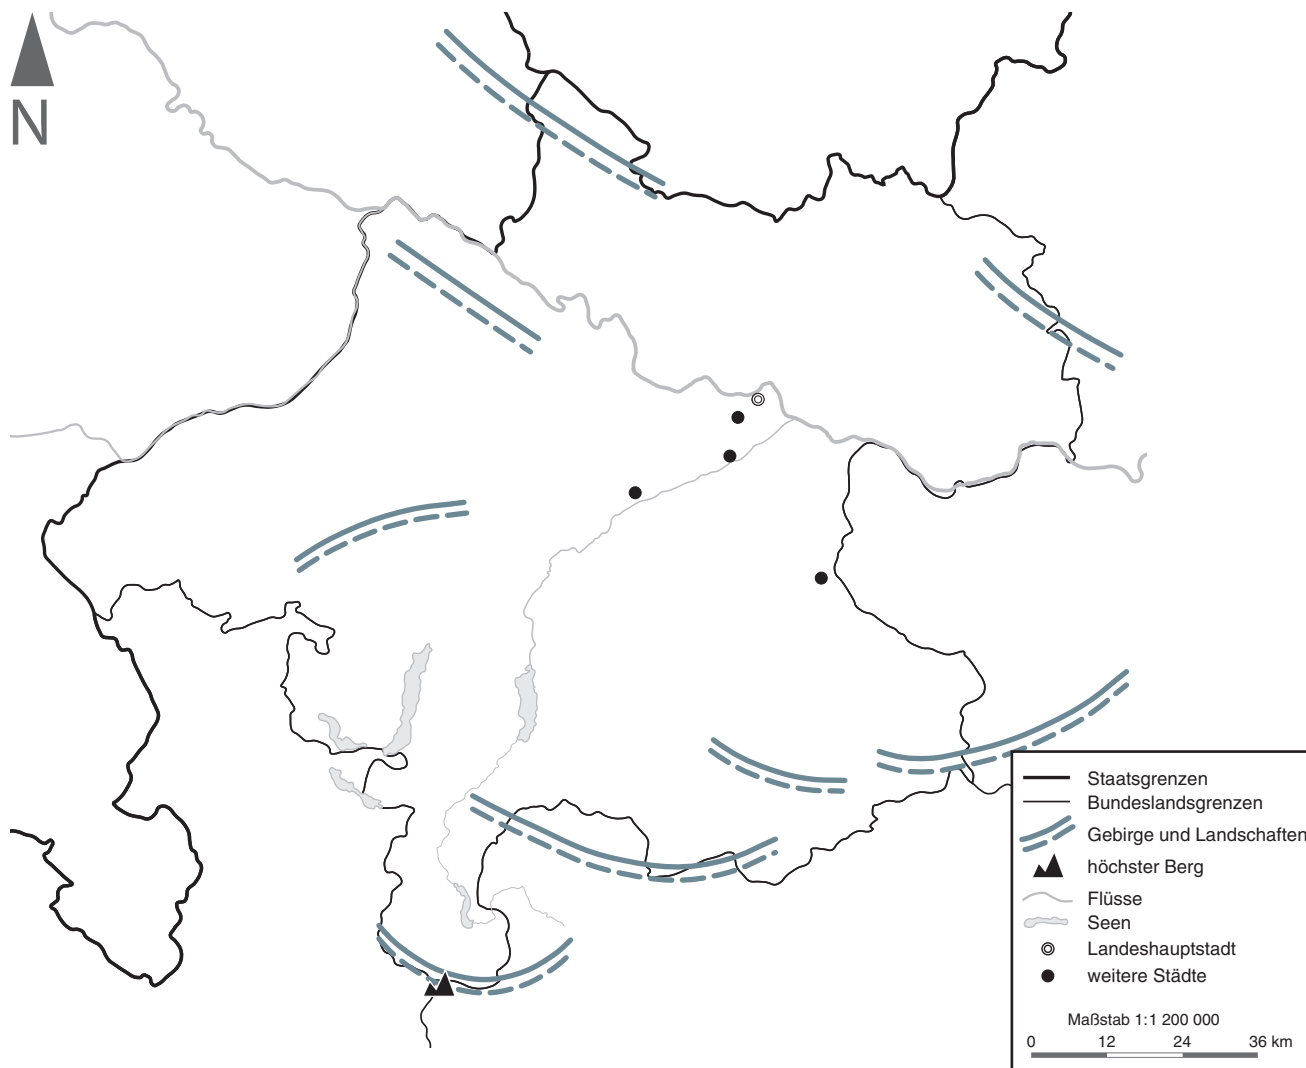 N
Staatsgrenzen
Bundeslandsgrenzen
Gebirge und Landschaften
höchster Berg
Flüsse
Seen
Landeshauptstadt
weitere Städte
Maßstab 1:1 200 000
0 12 24 36 km